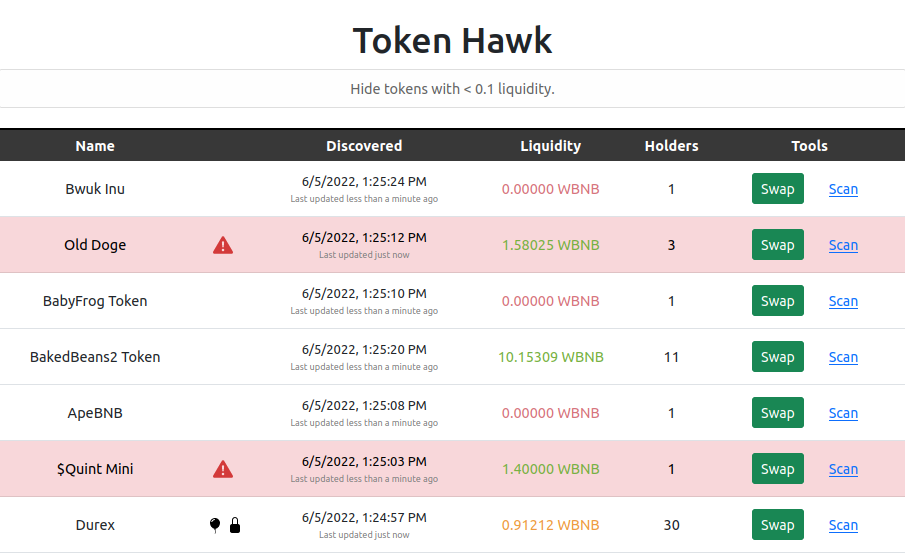 Token Hawk
Hide tokens with < 0.1 liquidity.
Name Discovered Liquidity Holders Tools
Bwuk Inu 6/5/2022, 1:25:24 PM 0.00000 WBNB 1 Swap Scan
Last updated less than a minute ago
Old Doge 6/5/2022, 1:25:12 PM 1.58025 WBNB 3 Swap Scan
Last updated just now
BabyFrog Token 6/5/2022, 1:25:10 PM 0.00000 WBNB 1 Swap Scan
Last updated less than a minute ago
BakedBeans2 Token 6/5/2022, 1:25:20 PM 10.15309 WBNB 11 Swap Scan
Last updated less than a minute ago
ApeBNB 6/5/2022, 1:25:08 PM 0.00000 WBNB 1 Swap Scan
Last updated less than a minute ago
$Quint Mini 6/5/2022, 1:25:03 PM 1.40000 WBNB 1 Swap Scan
Last updated less than a minute ago
Durex 6/5/2022, 1:24:57 PM 0.91212 WBNB 30 Swap Scan
Last updated just now